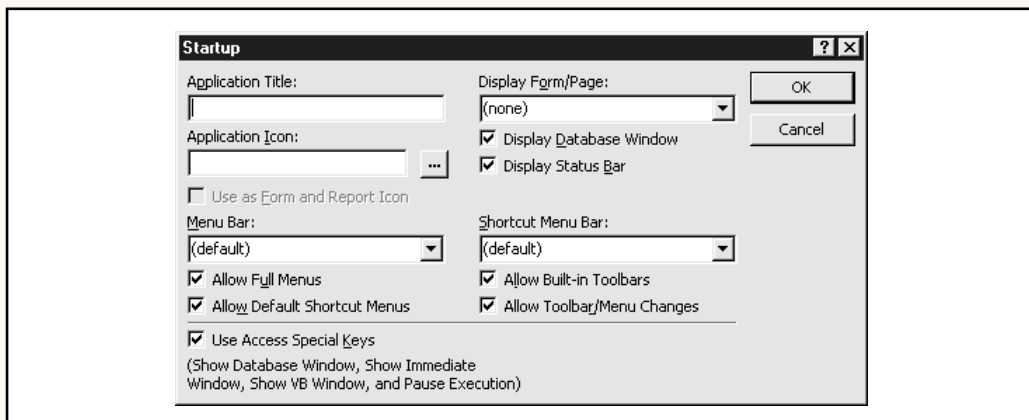 Startup
Application Title:
Display Form/Page:
OK
(none)
Cancel
Application Icon:
Display Database Window
...
Display Status Bar
Use as Form and Report Icon
Menu Bar:
Shortcut Menu Bar:
(default)
(default)
Allow Full Menus
Allow Built-in Toolbars
Allow Default Shortcut Menus
Allow Toolbar/Menu Changes
Use Access Special Keys
(Show Database Window, Show Immediate
Window, Show VB Window, and Pause Execution)